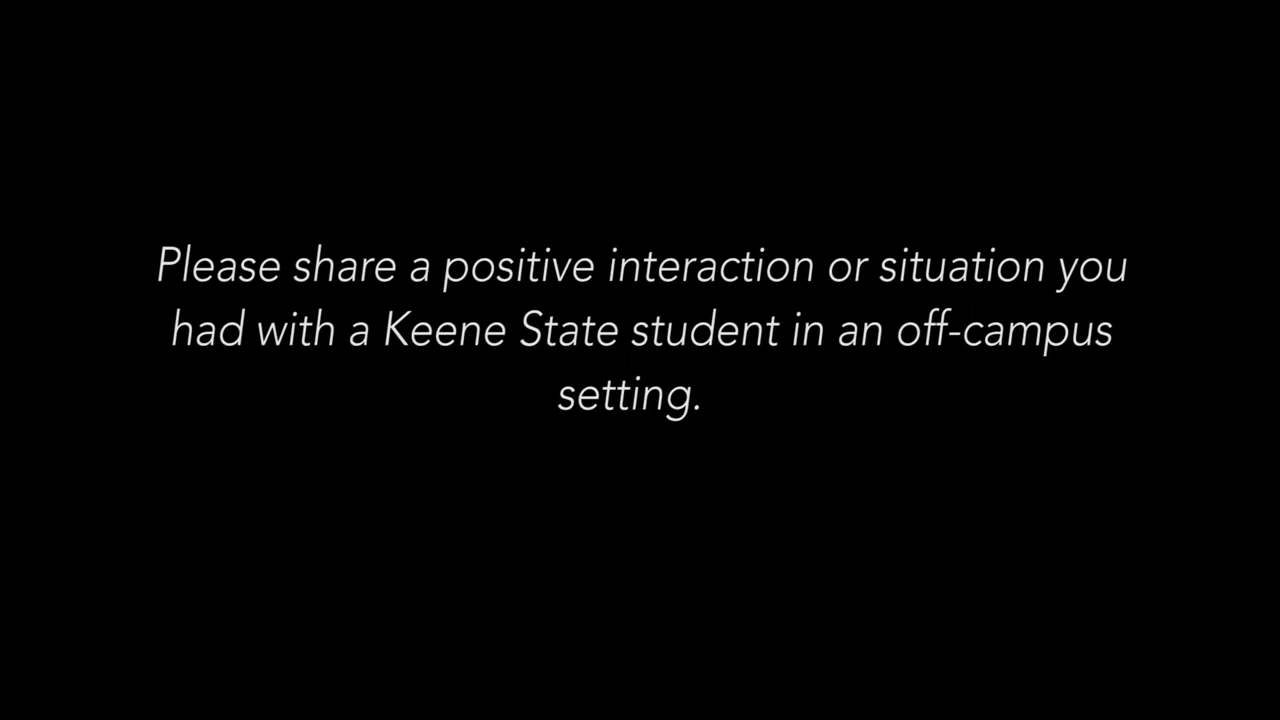 Please share a positive interaction or situation you
had with a Keene State student in an off-campus
setting.